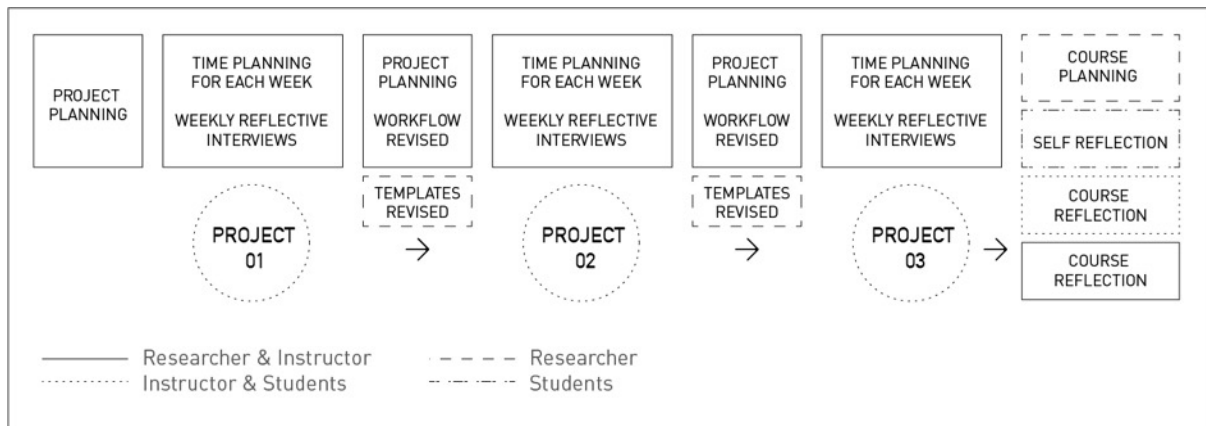 PROJECT
PLANNING
TIME PLANNING
FOR EACH WEEK
WEEKLY REFLECTIVE
INTERVIEWS
PROJECT
PLANNING
WORKFLOW
REVISED
TEMPLATES
REVISED
TIME PLANNING
FOR EACH WEEK
WEEKLY REFLECTIVE
INTERVIEWS
PROJECT
PLANNING
WORKFLOW
REVISED
TEMPLATES
REVISED
TIME PLANNING
FOR EACH WEEK
WEEKLY REFLECTIVE
INTERVIEWS
COURSE
PLANNING
SELF REFLECTION
COURSE
REFLECTION
COURSE
REFLECTION
PROJECT
01
PROJECT
02
PROJECT
03
Researcher & Instructor
Instructor & Students
Researcher
Students